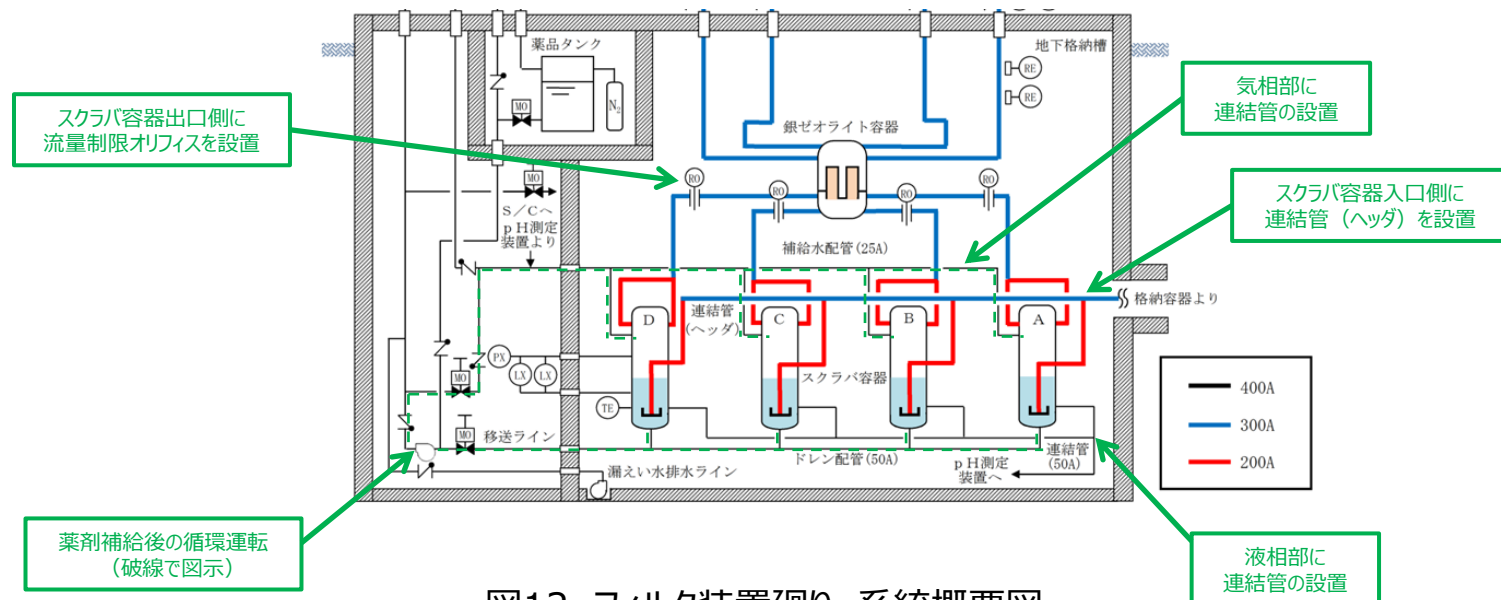 薬品タンク
地下格納槽
RE
RE
MO
N₂
スクラバ容器出口側に
流量制限オリフィスを設置
気相部に
連結管の設置
銀ゼオライト容器
MO
RO
RO
RO
RO
S/Cへ
pH測定
装置より
スクラバ容器入口側に
連結管（ヘッダ）を設置
補給水配管(25A)
格納容器より
D
連結管
(ヘッダ)
C
B
A
PX
LX
LX
MO
スクラバ容器
TE
400A
300A
200A
MO
移送ライン
ドレン配管(50A)
連結管
(50A)
漏えい水排水ライン
pH測定
装置へ
薬剤補給後の循環運転
（破線で図示）
液相部に
連結管の設置